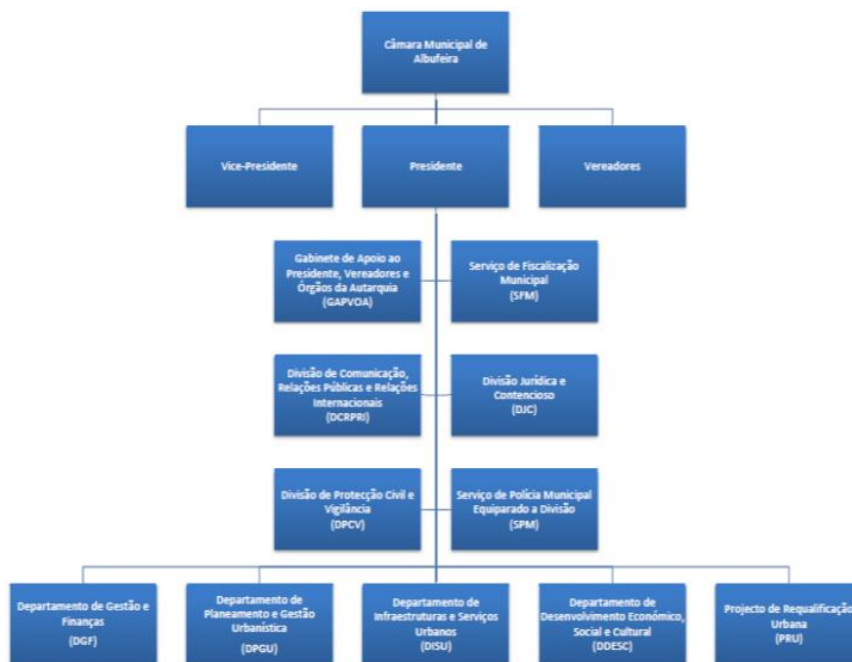 Câmara Municipal de
Albufeira
Vice-Presidente
Presidente
Vereadores
Gabinete de Apoio ao
Presidente, Vereadores e
Órgãos da Autarquia
(GAPVOA)
Serviço de Fiscalização
Municipal
(SFM)
Divisão de Comunicação,
Relações Públicas e Relações
Internacionais
(DCRPRI)
Divisão Jurídica e
Contencioso
(DJC)
Divisão de Protecção Civil e
Vigilância
(DPCV)
Serviço de Polícia Municipal
Equiparado a Divisão
(SPM)
Departamento de Gestão e
Finanças
(DGF)
Departamento de
Planeamento e Gestão
Urbanística
(DPGU)
Departamento de
Infraestruturas e Serviços
Urbanos
(DISU)
Departamento de
Desenvolvimento Económico,
Social e Cultural
(DDESC)
Projecto de Requalificação
Urbana
(PRU)